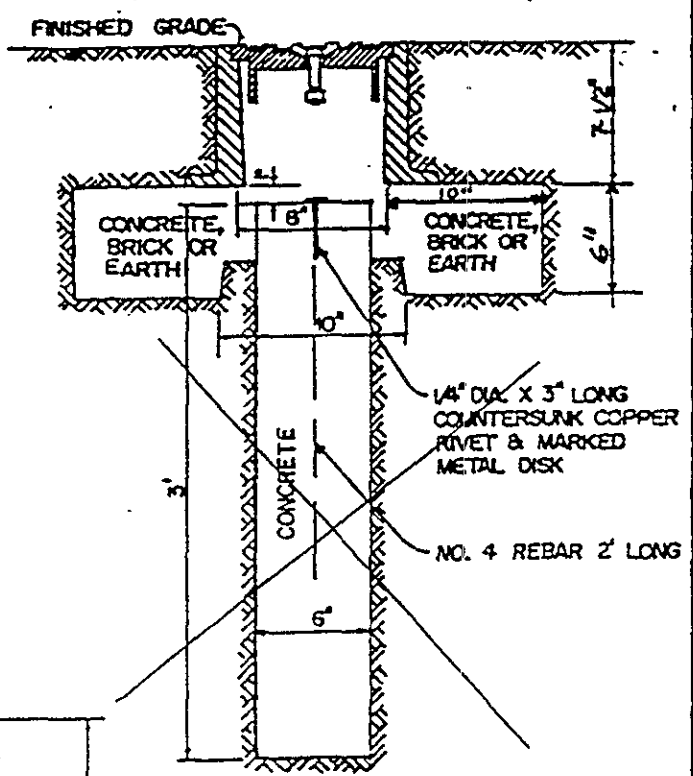 FINISHED GRADE
7 1/2"
8"
10"
6"
CONCRETE,
BRICK OR
EARTH
CONCRETE,
BRICK OR
EARTH
10"
1/4" DIA. X 3" LONG
COUNTERSUNK COPPER
RIVET & MARKED
METAL DISK
3'
CONCRETE
NO. 4 REBAR 2' LONG
6"